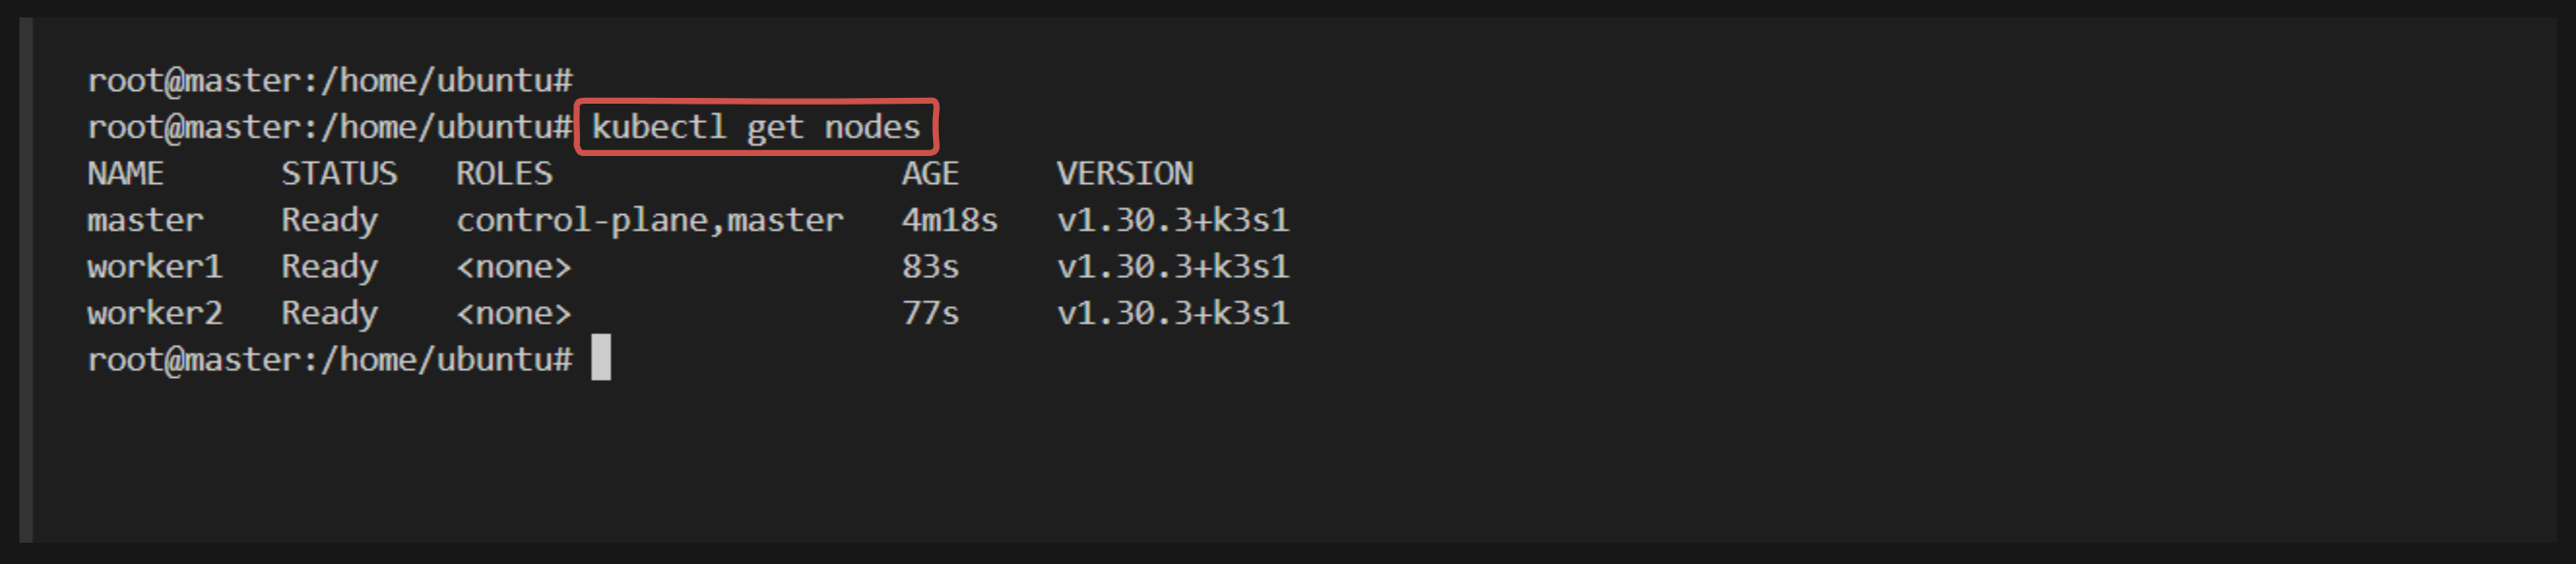 root@master:/home/ubuntu#
root@master:/home/ubuntu# kubectl get nodes
NAME      STATUS   ROLES                  AGE     VERSION
master    Ready    control-plane,master   4m18s   v1.30.3+k3s1
worker1   Ready    <none>                 83s     v1.30.3+k3s1
worker2   Ready    <none>                 77s     v1.30.3+k3s1
root@master:/home/ubuntu#